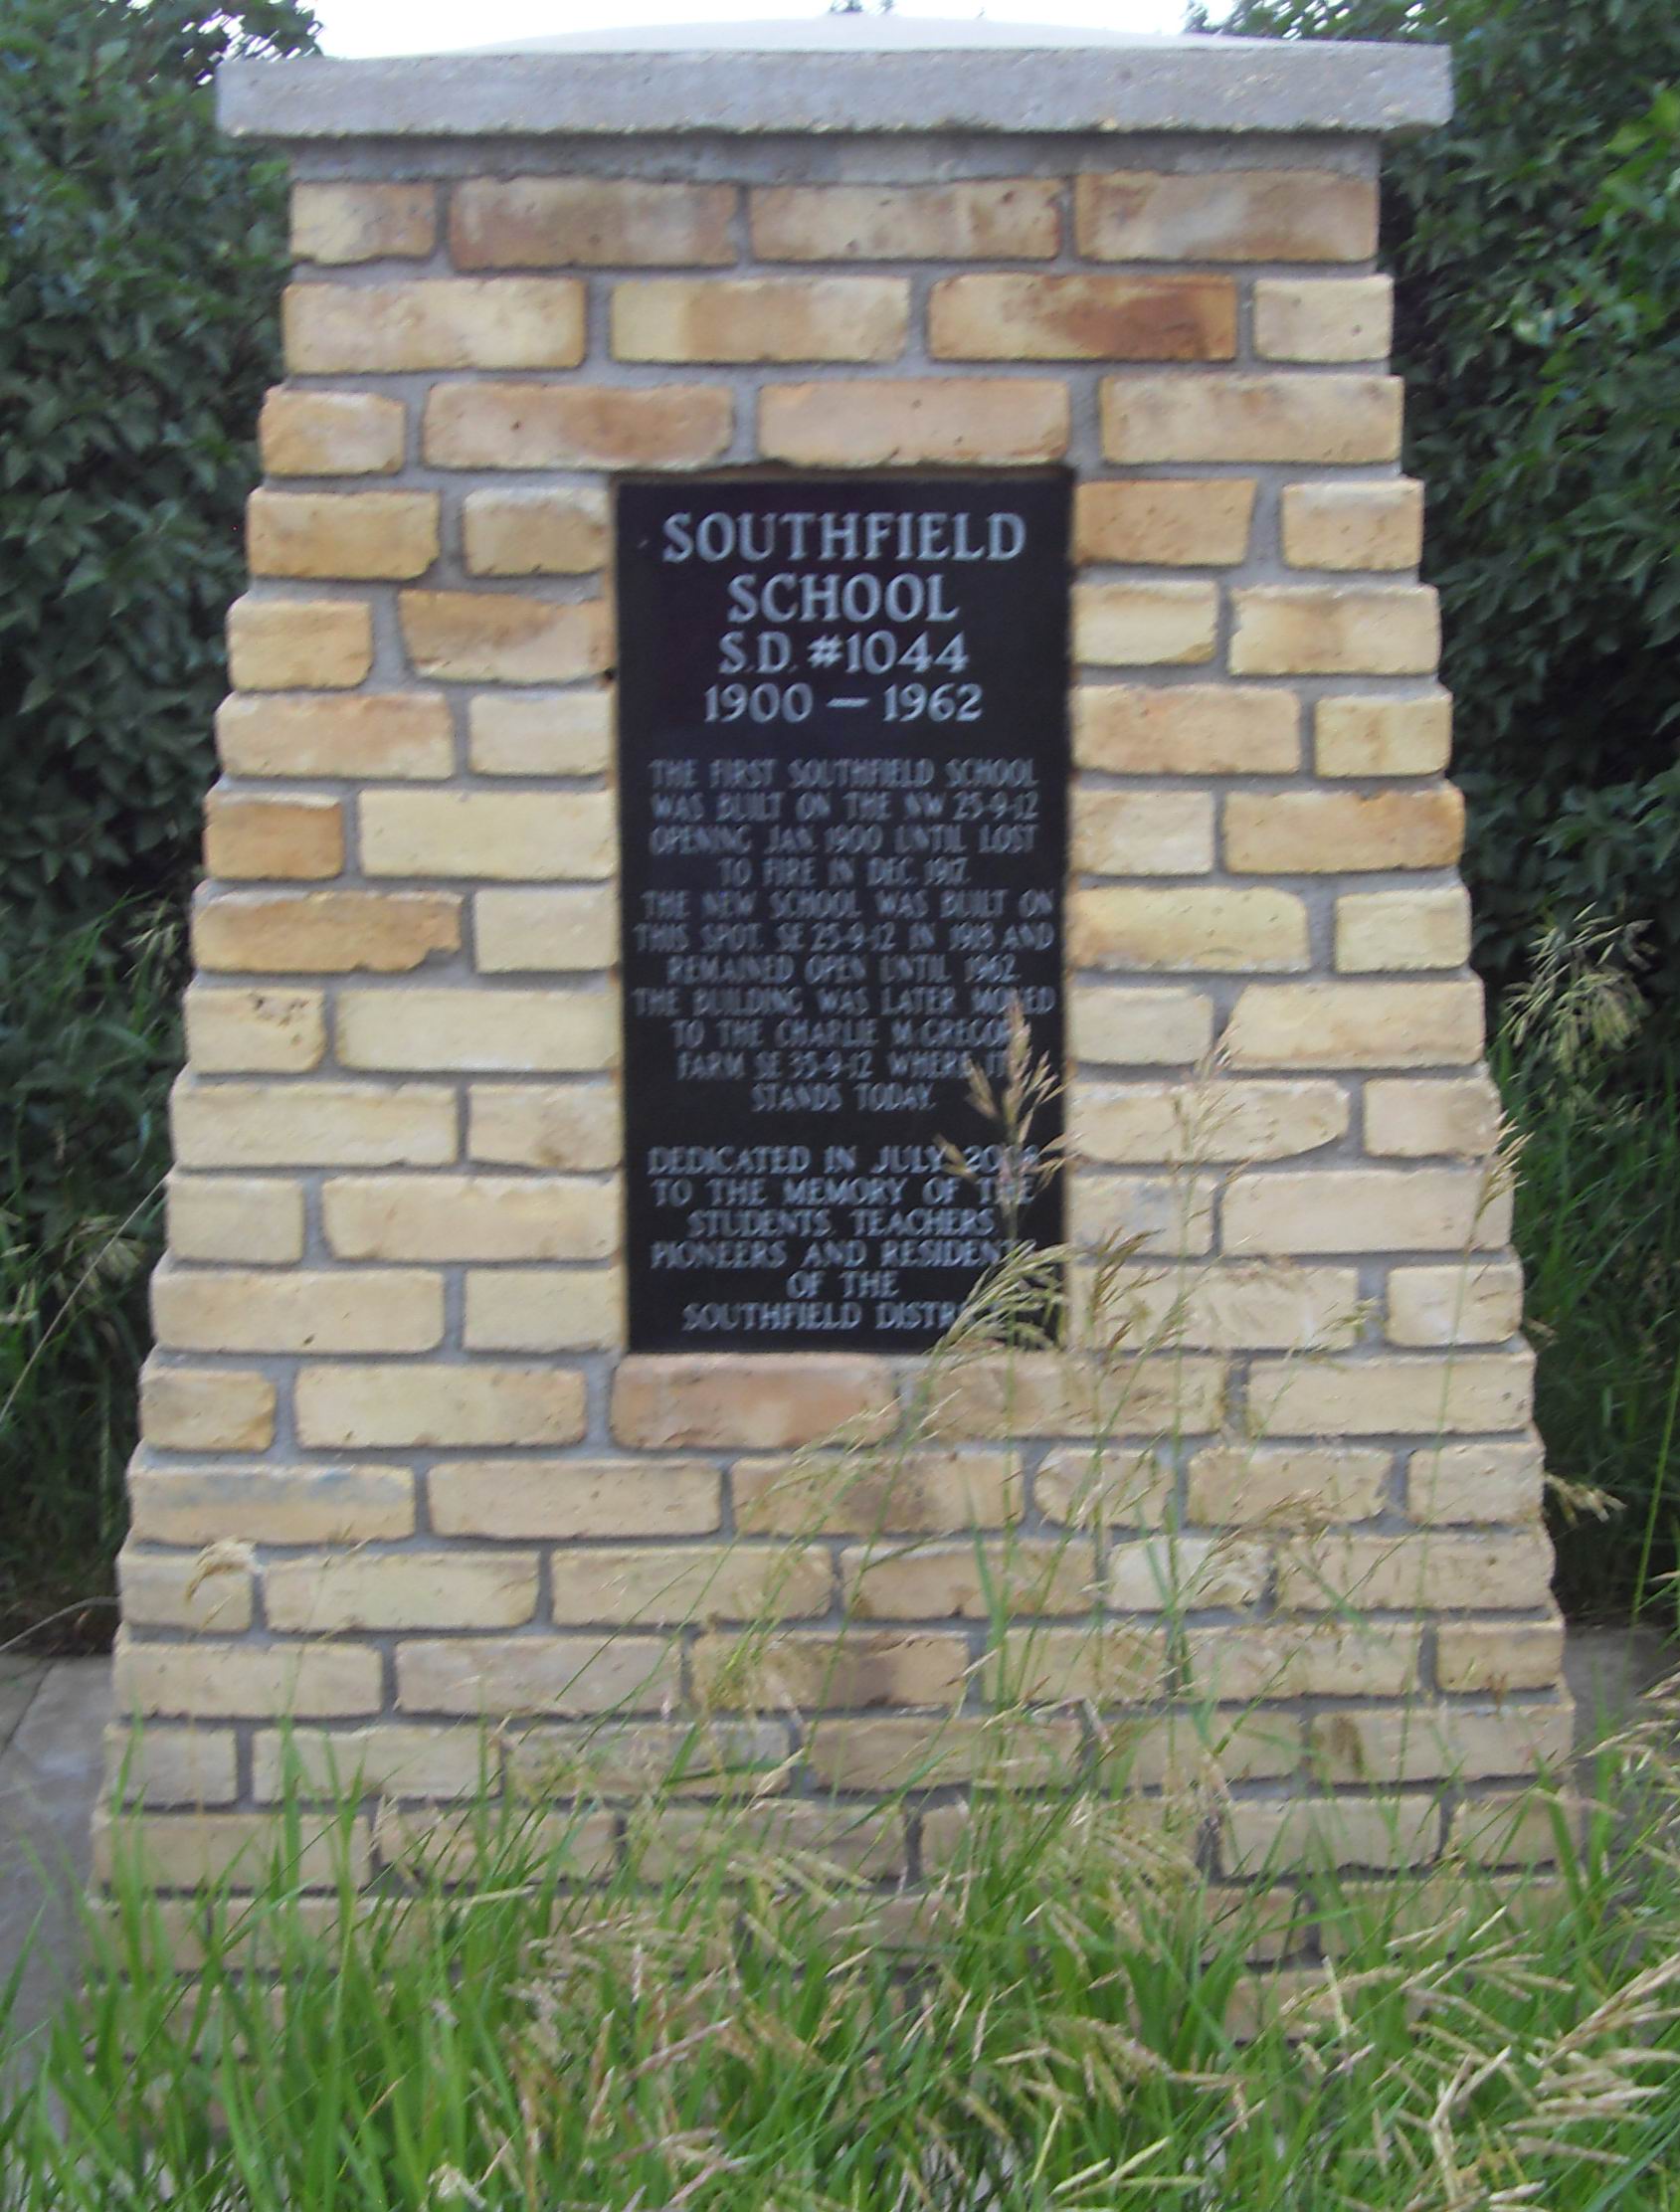 SOUTHFIELD
SCHOOL
S.D. #1044
1900 — 1962
THE FIRST SOUTHFIELD SCHOOL
WAS BUILT ON THE NW 25-9-12
OPENING JAN. 1900 UNTIL LOST
TO FIRE IN DEC. 1917.
THE NEW SCHOOL WAS BUILT ON
THIS SPOT. SE 25-9-12 IN 1918 AND
REMAINED OPEN UNTIL 1962.
THE BUILDING WAS LATER MOVED
TO THE CHARLIE McGREGOR
FARM SE 35-9-12 WHERE IT
STANDS TODAY.
DEDICATED IN JULY
TO THE MEMORY OF THE
STUDENTS, TEACHERS,
PIONEERS AND RESIDENTS
OF THE
SOUTHFIELD DISTRICT